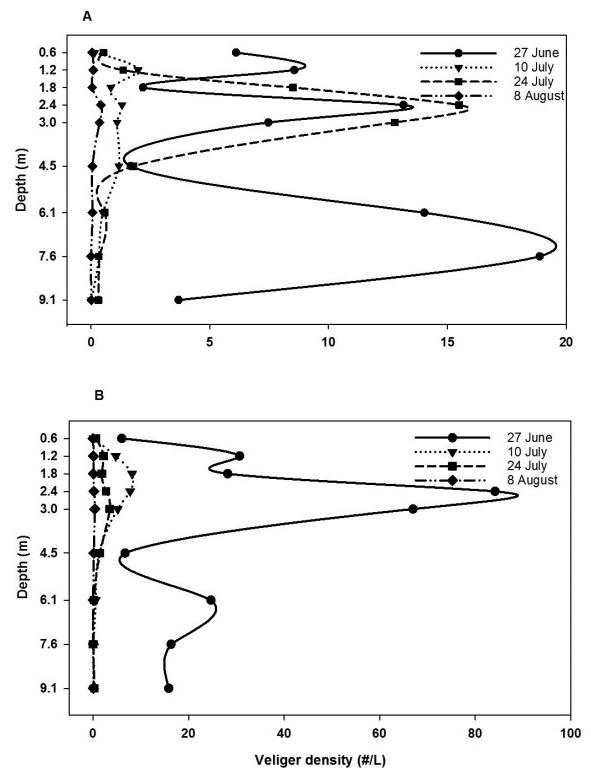 A
0.6
1.2
1.8
2.4
3.0
4.5
6.1
7.6
9.1
Depth (m)
27 June
10 July
24 July
8 August
0 5 10 15 20
B
0.6
1.2
1.8
2.4
3.0
4.5
6.1
7.6
9.1
Depth (m)
27 June
10 July
24 July
8 August
0 20 40 60 80 100
Veliger density (#/L)